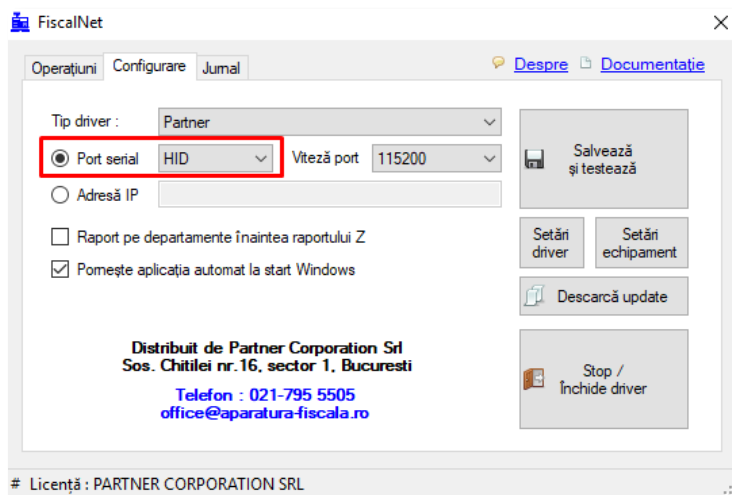 FiscalNet
Operațiuni Configurare Jurnal Despre Documentație
Tip driver : Partner
Port serial HID Viteză port 115200
Adresă IP
Salvează
și testează
Raport pe departamente înaintea raportului Z
Pornește aplicația automat la start Windows
Setări
driver
Setări
echipament
Descarcă update
Distribuit de Partner Corporation Srl
Sos. Chitilei nr.16, sector 1, Bucuresti
Telefon : 021-795 5505
office@aparatura-fiscala.ro
Stop /
Închide driver
# Licență : PARTNER CORPORATION SRL